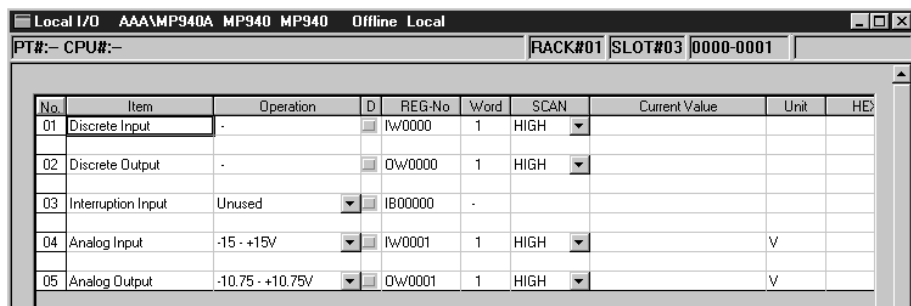 Local I/O AAA\MP940A MP940 MP940 Offline Local
PT#:– CPU#:– RACK#01 SLOT#03 0000-0001
No. Item Operation D REG-No Word SCAN Current Value Unit HEX
01 Discrete Input - IW0000 1 HIGH
02 Discrete Output - OW0000 1 HIGH
03 Interruption Input Unused IB00000 -
04 Analog Input -15 - +15V IW0001 1 HIGH V
05 Analog Output -10.75 - +10.75V OW0001 1 HIGH V